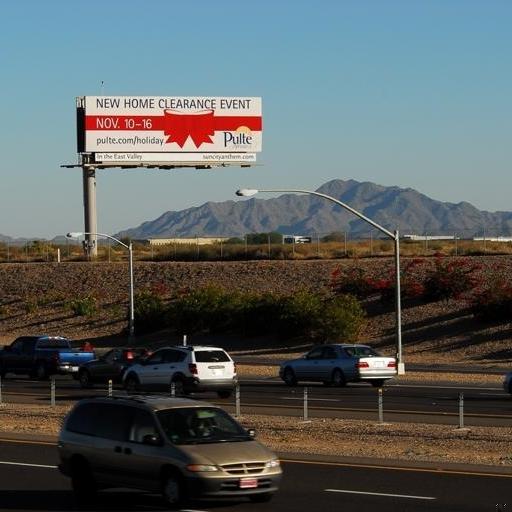 NEW HOME CLEARANCE EVENT
NOV. 10-16
pulte.com/holiday
Pulte
In the East Valley
suncityanthem.com